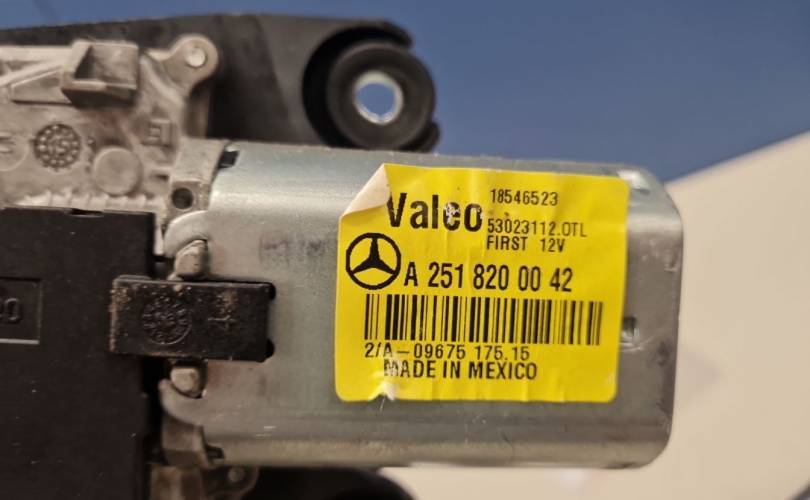 Valeo
18546523
53023112.OTL
FIRST 12V
A 251 820 00 42
2/A-09675 175.15
MADE IN MEXICO